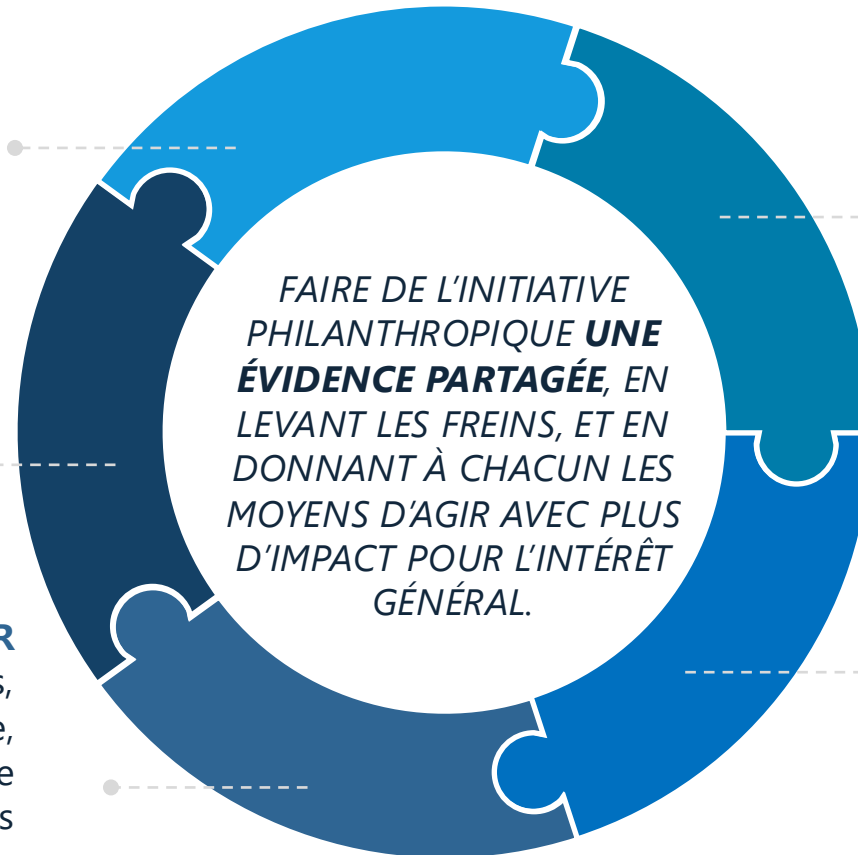 FAIRE DE L'INITIATIVE
PHILANTHROPIQUE UNE
ÉVIDENCE PARTAGÉE, EN
LEVANT LES FREINS, ET EN
DONNANT À CHACUN LES
MOYENS D'AGIR AVEC PLUS
D'IMPACT POUR L'INTÉRÊT
GÉNÉRAL.